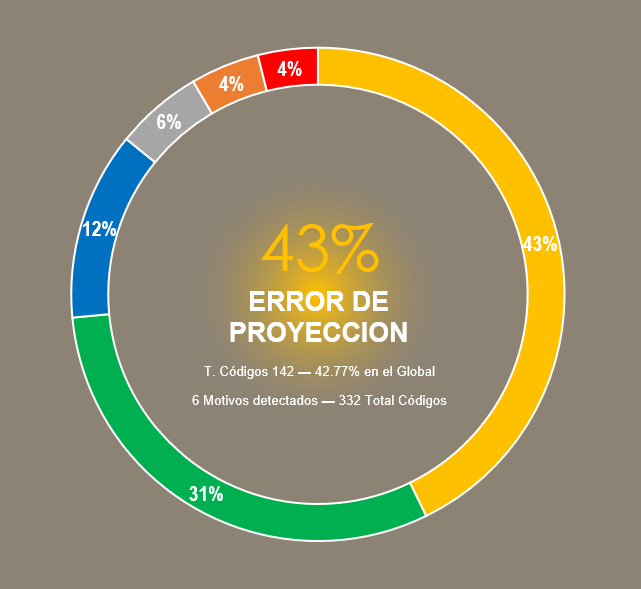 4%
4%
6%
12%
43%
43%
ERROR DE
PROYECCION
T. Códigos 142 — 42.77% en el Global
6 Motivos detectados — 332 Total Códigos
31%